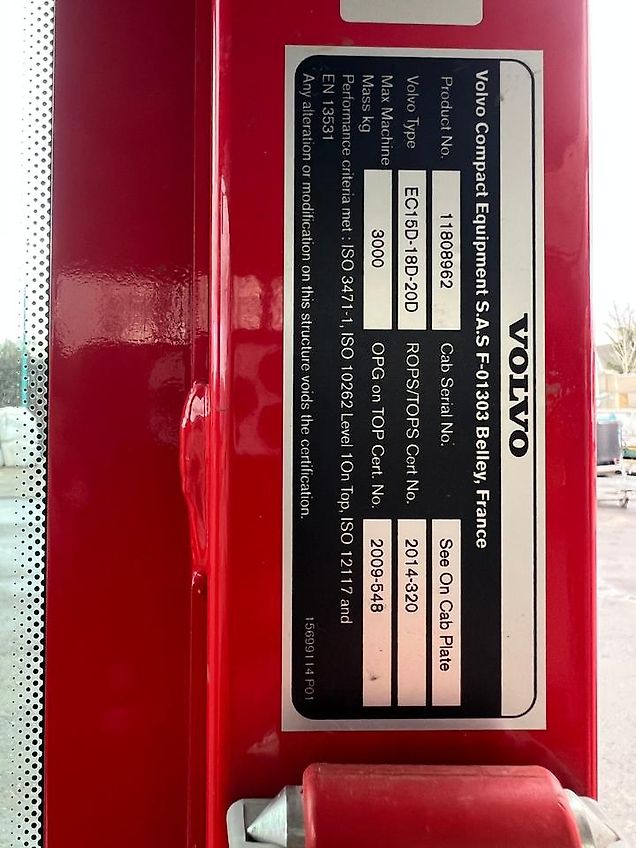 VOLVO
Volvo Compact Equipment S.A.S F-01303 Belley, France
Product No. 11808962 Cab Serial No. See On Cab Plate
Volvo Type EC15D-18D-20D ROPS/TOPS Cert No. 2014-320
Max Machine Mass kg 3000 OPG on TOP Cert. No. 2009-548
Performance criteria met : ISO 3471-1, ISO 10262 Level 1On Top, ISO 12117 and
EN 13531
Any alteration or modification on this structure voids the certification.
15699114 P01